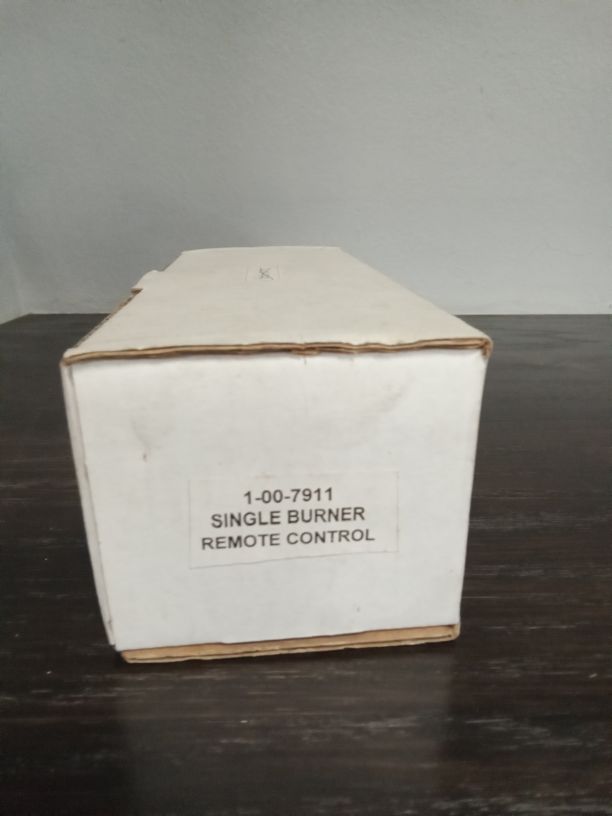 1-00-7911
SINGLE BURNER
REMOTE CONTROL